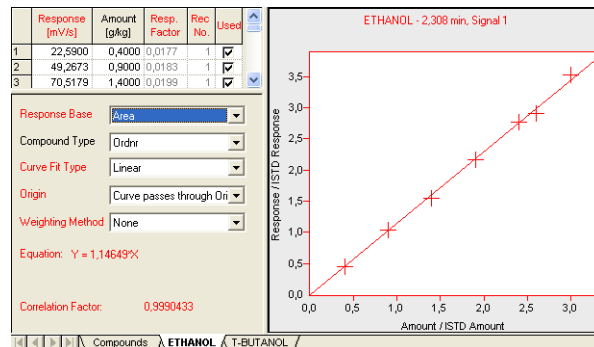 Response [mV/s] Amount [g/kg] Resp. Factor Rec No. Used
1 22,5900 0,4000 0,0177 1
2 49,2673 0,9000 0,0183 1
3 70,5179 1,4000 0,0199 1
Response Base Area
Compound Type Ordnr
Curve Fit Type Linear
Origin Curve passes through Ori
Weighting Method None
Equation: Y = 1,14649*X
Correlation Factor: 0,9990433
Compounds ETHANOL T-BUTANOL
ETHANOL - 2,308 min, Signal 1
Response / ISTD Response
3,5
3,0
2,5
2,0
1,5
1,0
0,5
0,0
0,0 0,5 1,0 1,5 2,0 2,5 3,0
Amount / ISTD Amount